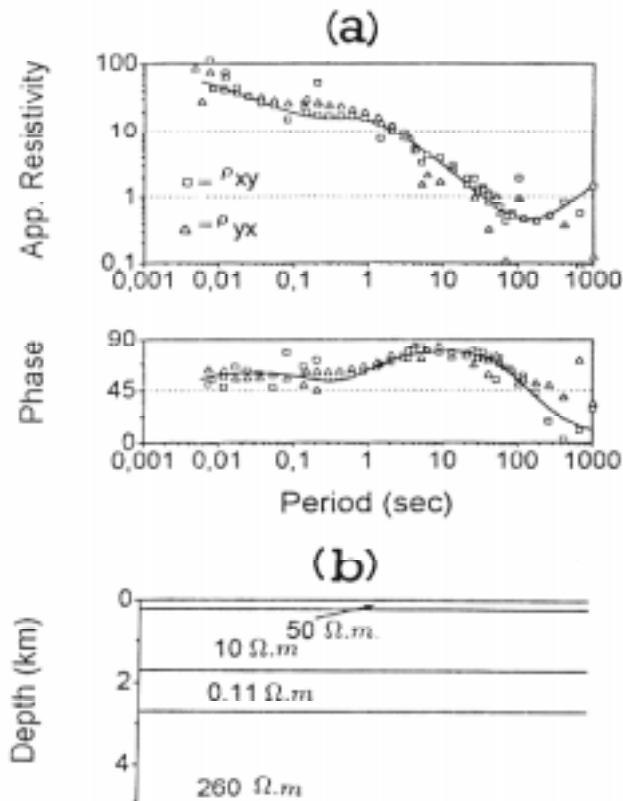 (a)
App. Resistivity
100
10
1
0.1
□ = ρxy
△ = ρyx
0,001 0,01 0,1 1 10 100 1000
Phase
90
45
0
0,001 0,01 0,1 1 10 100 1000
Period (sec)
(b)
Depth (km)
0
2
4
50 Ω.m.
10 Ω.m
0.11 Ω.m
260 Ω.m